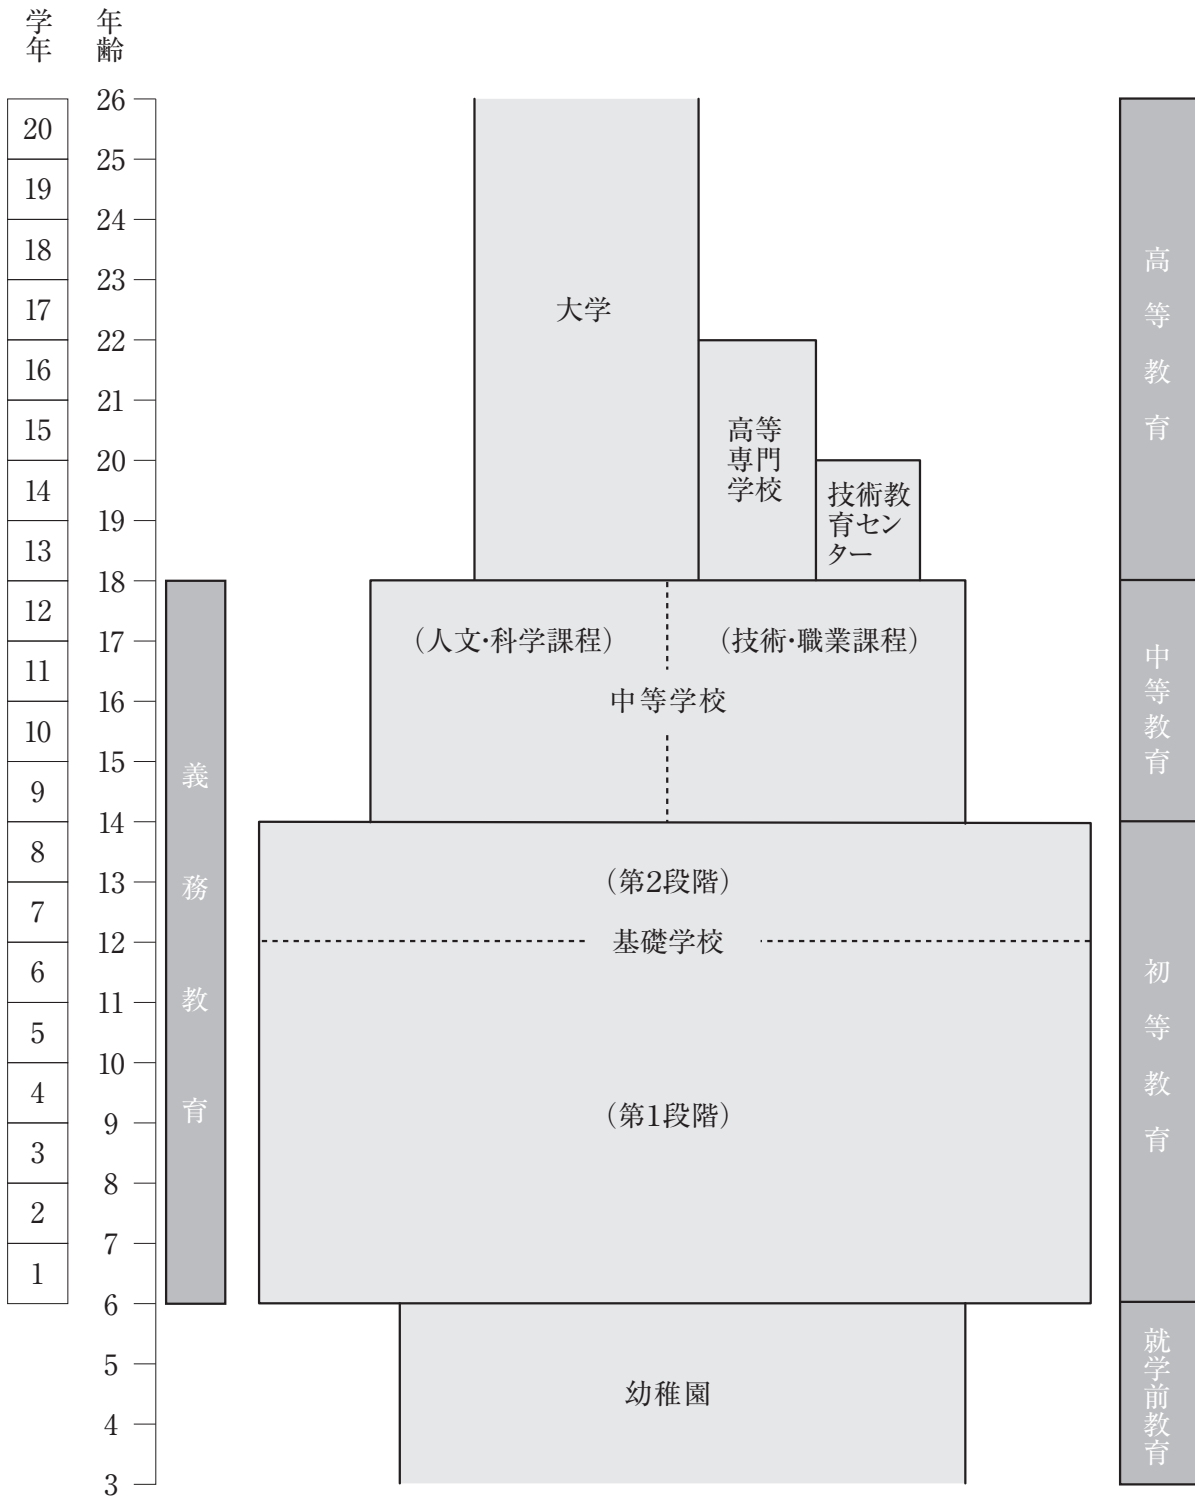 学年
年齢
26
20
25
19
24
18
23
17
22
16
21
15
20
14
19
13
18
12
17
11
16
10
15
9
14
8
13
7
12
6
11
5
10
4
9
3
8
2
7
1
6
5
4
3
義務教育
大学
高等
専門
学校
技術教
育セン
ター
（人文・科学課程）
（技術・職業課程）
中等学校
（第2段階）
基礎学校
（第1段階）
幼稚園
高等教育
中等教育
初等教育
就学前教育